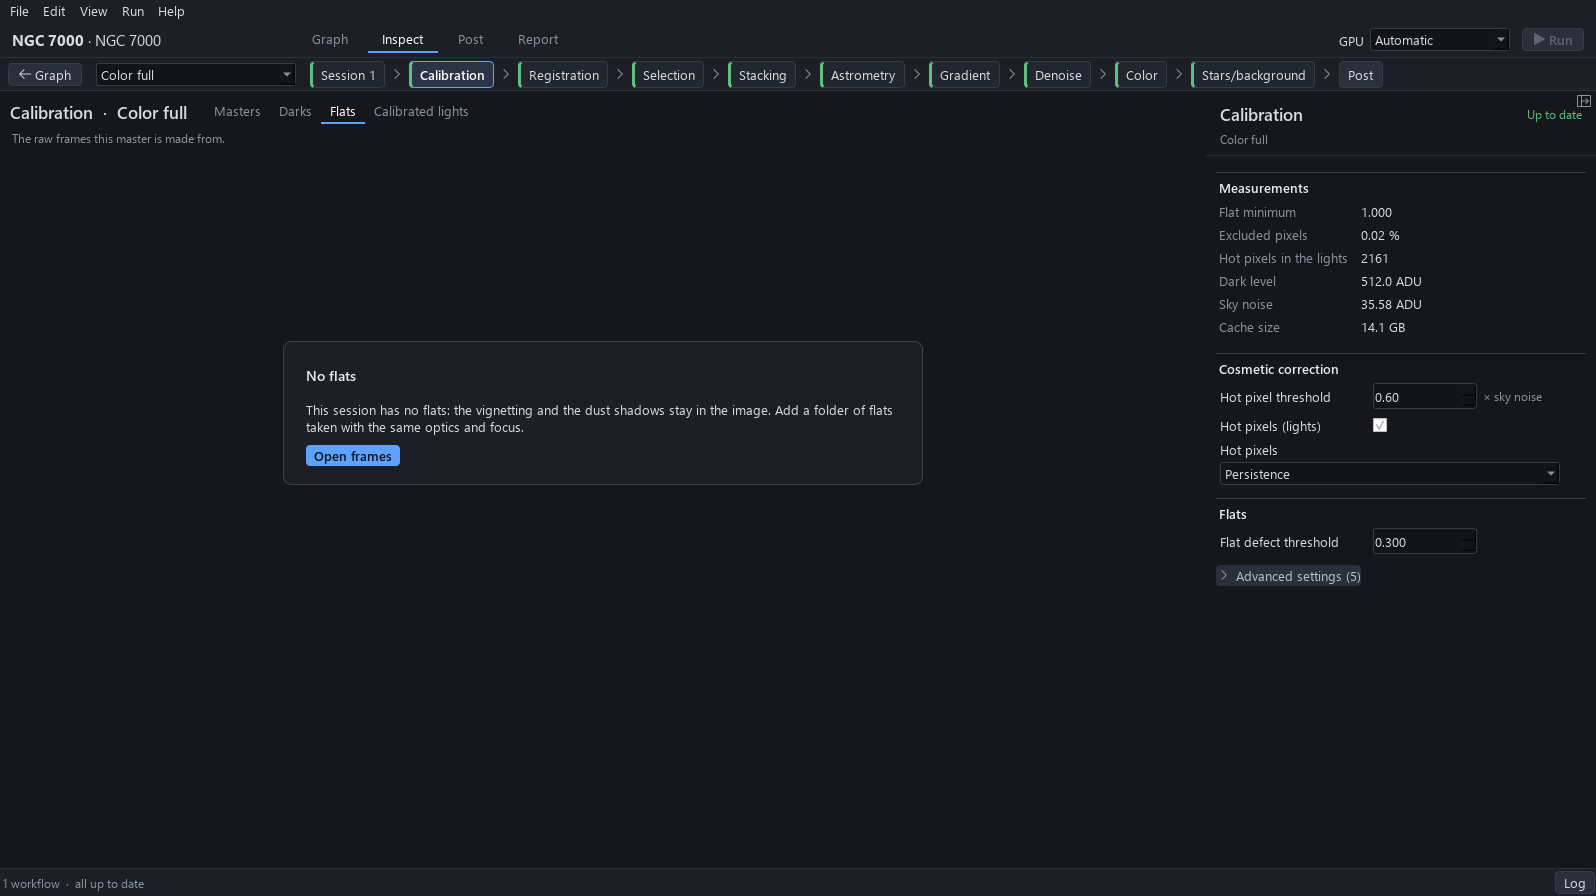 File Edit View Run Help
NGC 7000 · NGC 7000 Graph Inspect Post Report GPU Automatic Run
Graph Color full Session 1 Calibration Registration Selection Stacking Astrometry Gradient Denoise Color Stars/background Post
Calibration · Color full Masters Darks Flats Calibrated lights
The raw frames this master is made from.
No flats
This session has no flats: the vignetting and the dust shadows stay in the image. Add a folder of flats
taken with the same optics and focus.
Open frames
Calibration Up to date
Color full
Measurements
Flat minimum 1.000
Excluded pixels 0.02 %
Hot pixels in the lights 2161
Dark level 512.0 ADU
Sky noise 35.58 ADU
Cache size 14.1 GB
Cosmetic correction
Hot pixel threshold 0.60 × sky noise
Hot pixels (lights)
Hot pixels
Persistence
Flats
Flat defect threshold 0.300
Advanced settings (5)
1 workflow · all up to date Log